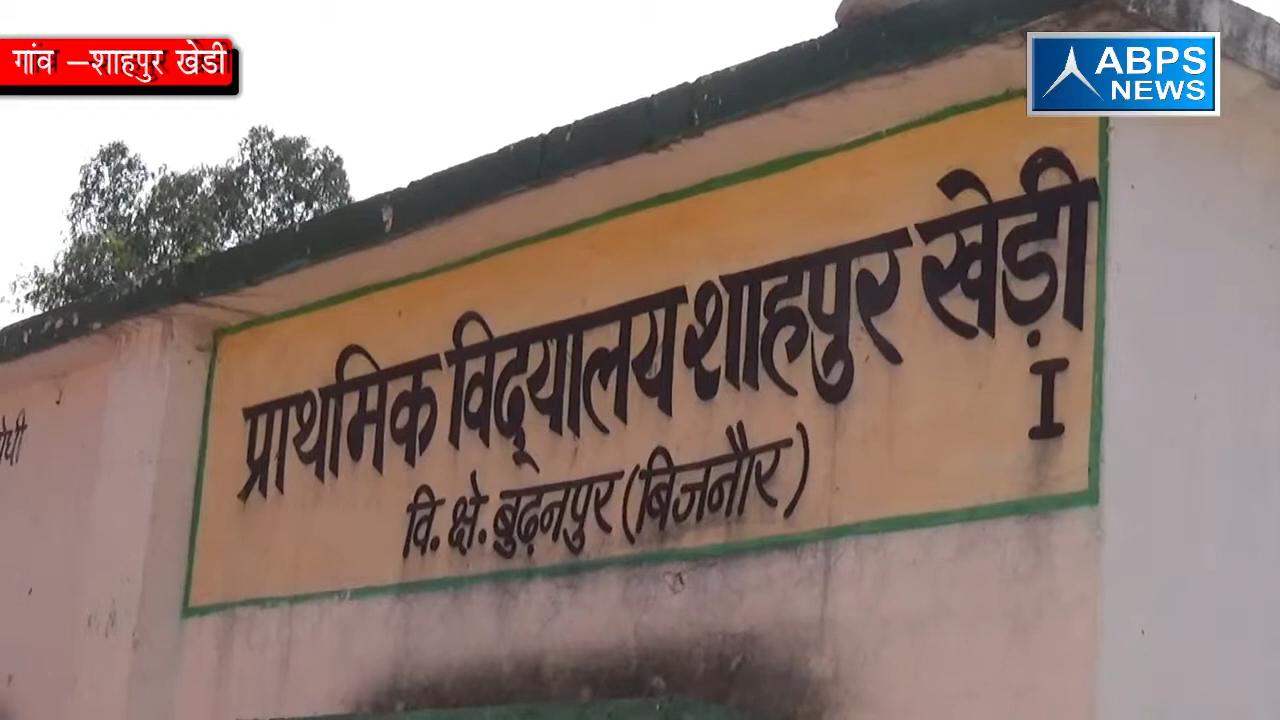 गांव –शाहपुर खेडी
ABPS
NEWS
प्राथमिक विद्यालय शाहपुर खेड़ी
I
वि. क्षे. बुढ़नपुर (बिजनौर)